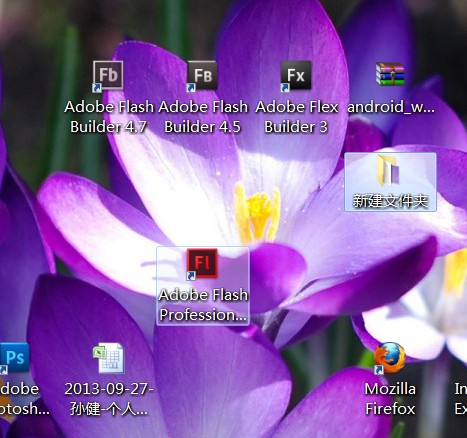 Fb
FB
Fx
Adobe Flash
Builder 4.7
Adobe Flash
Builder 4.5
Adobe Flex
Builder 3
android_w...
新建文件夹
Fl
Adobe Flash
Profession...
Ps
dobe
otosh...
2013-09-27-
孙健-个人...
Mozilla
Firefox
In
Ex